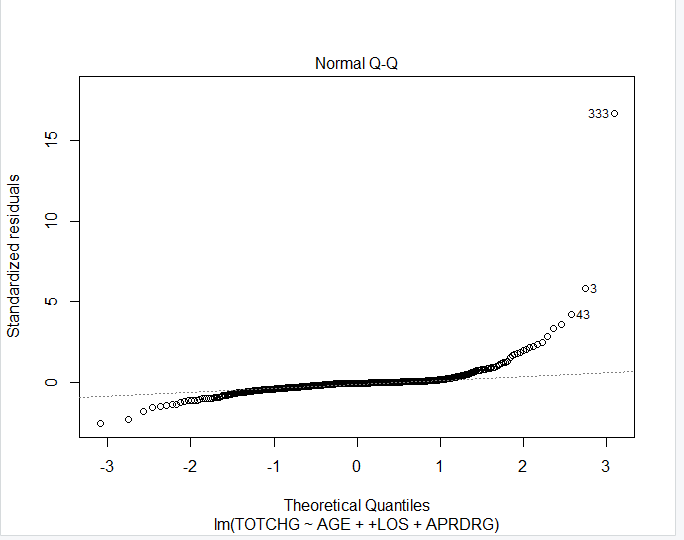 Normal Q-Q
Standardized residuals
15
10
5
0
333
3
43
-3 -2 -1 0 1 2 3
Theoretical Quantiles
lm(TOTCHG ~ AGE + +LOS + APRDRG)